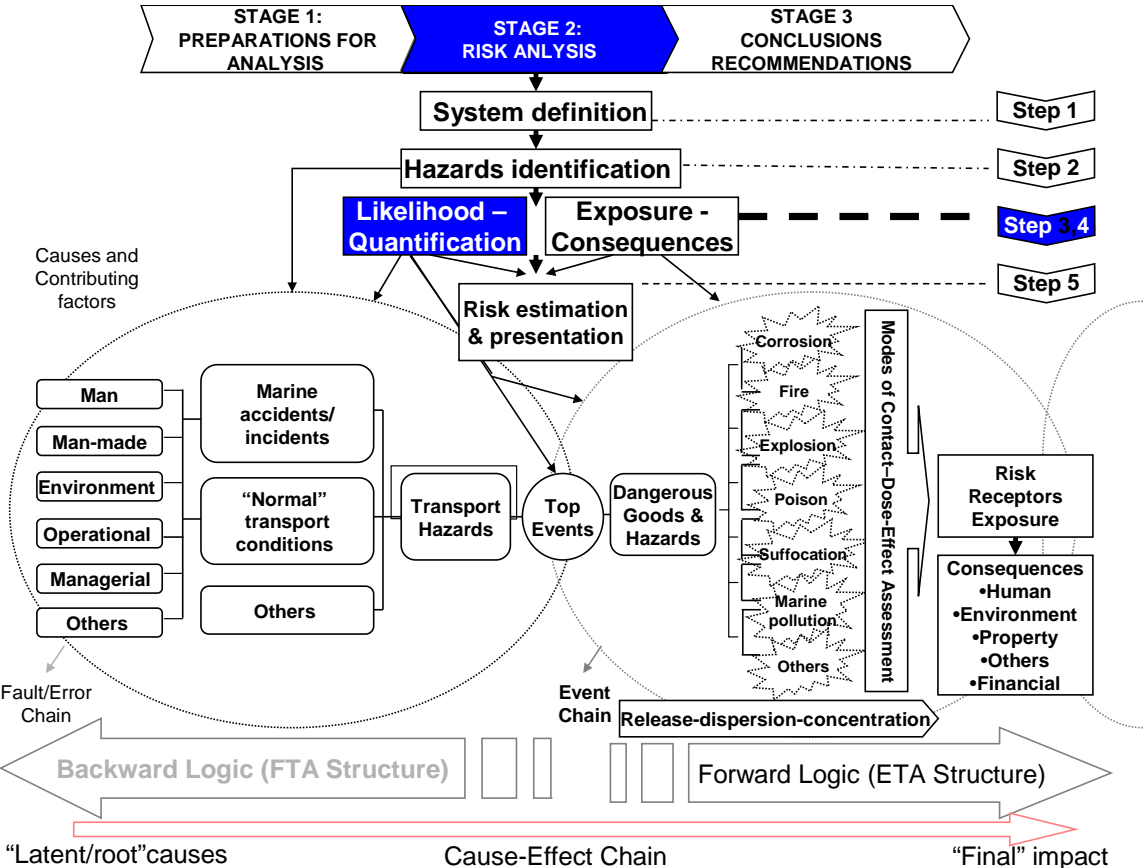 STAGE 1:
PREPARATIONS FOR
ANALYSIS
STAGE 2:
RISK ANLYSIS
STAGE 3
CONCLUSIONS
RECOMMENDATIONS
System definition
Step 1
Hazards identification
Step 2
Likelihood –
Quantification
Exposure -
Consequences
Step 3,4
Causes and
Contributing
factors
Step 5
Risk estimation
& presentation
Man
Man-made
Environment
Operational
Managerial
Others
Marine
accidents/
incidents
“Normal”
transport
conditions
Others
Transport
Hazards
Top
Events
Dangerous
Goods &
Hazards
Corrosion
Fire
Explosion
Poison
Suffocation
Marine
pollution
Others
Modes of Contact–Dose-Effect Assessment
Risk
Receptors
Exposure
Consequences
•Human
•Environment
•Property
•Others
•Financial
Fault/Error
Chain
Event
Chain
Release-dispersion-concentration
Backward Logic (FTA Structure)
Forward Logic (ETA Structure)
“Latent/root”causes
Cause-Effect Chain
“Final” impact